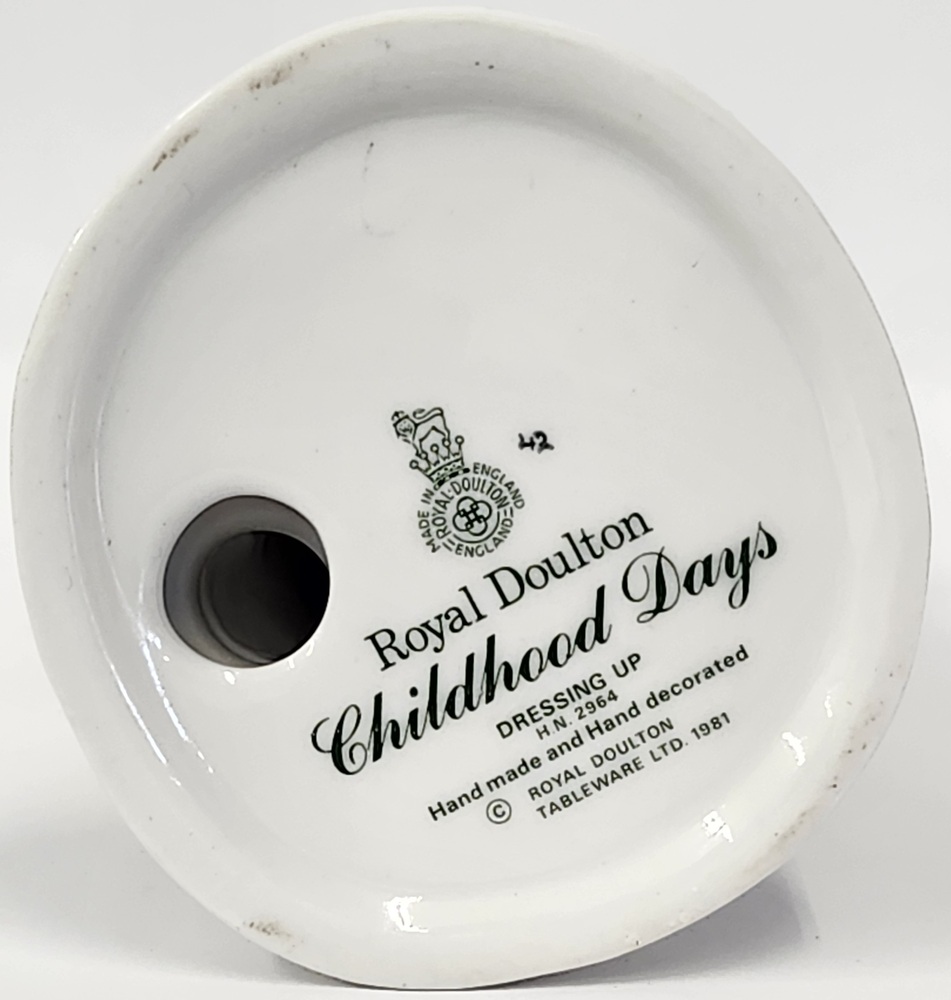 42
MADE IN ENGLAND
ROYAL·DOULTON
ENGLAND
Royal Doulton
Childhood Days
DRESSING UP
H.N. 2964
Hand made and Hand decorated
© ROYAL DOULTON
TABLEWARE LTD. 1981